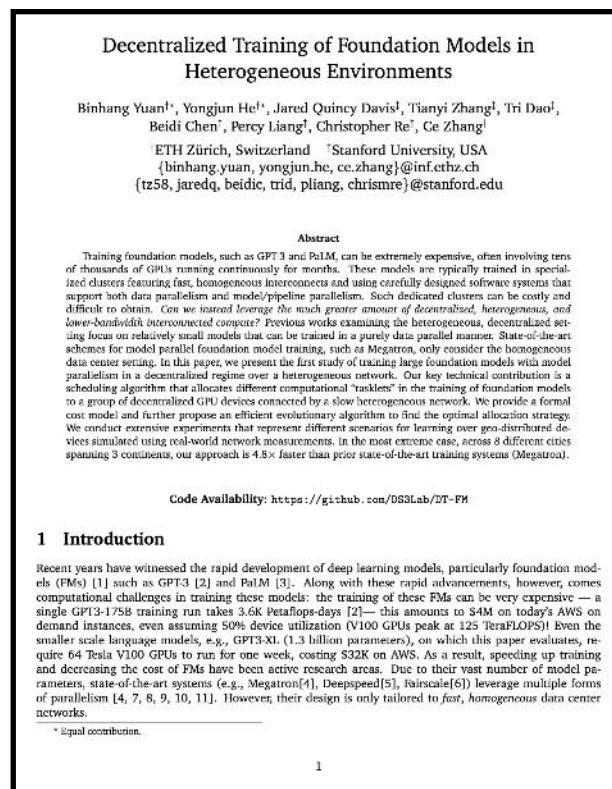 Decentralized Training of Foundation Models in
Heterogeneous Environments
Binhang Yuan†*, Yongjun He†*, Jared Quincy Davis‡, Tianyi Zhang‡, Tri Dao‡,
Beidi Chen‡, Percy Liang‡, Christopher Re‡, Ce Zhang†
†ETH Zürich, Switzerland ‡Stanford University, USA
{binhang.yuan, yongjun.he, ce.zhang}@inf.ethz.ch
{tz58, jaredq, beidic, trid, pliang, chrismre}@stanford.edu
Abstract
Training foundation models, such as GPT-3 and PaLM, can be extremely expensive, often involving tens
of thousands of GPUs running continuously for months. These models are typically trained in special-
ized clusters featuring fast, homogeneous interconnects and using carefully designed software systems that
support both data parallelism and model/pipeline parallelism. Such dedicated clusters can be costly and
difficult to obtain. Can we instead leverage the much greater amount of decentralized, heterogeneous, and
lower-bandwidth interconnected compute? Previous works examining the heterogeneous, decentralized set-
ting focus on relatively small models that can be trained in a purely data parallel manner. State-of-the-art
schemes for model parallel foundation model training, such as Megatron, only consider the homogeneous
data center setting. In this paper, we present the first study of training large foundation models with model
parallelism in a decentralized regime over a heterogeneous network. Our key technical contribution is a
scheduling algorithm that allocates different computational "tasklets" in the training of foundation models
to a group of decentralized GPU devices connected by a slow heterogeneous network. We provide a formal
cost model and further propose an efficient evolutionary algorithm to find the optimal allocation strategy.
We conduct extensive experiments that represent different scenarios for learning over geo-distributed de-
vices simulated using real-world network measurements. In the most extreme case, across 8 different cities
spanning 3 continents, our approach is 4.8× faster than prior state-of-the-art training systems (Megatron).
Code Availability: https://github.com/DS3Lab/DT-FM
1 Introduction
Recent years have witnessed the rapid development of deep learning models, particularly foundation mod-
els (FMs) [1] such as GPT-3 [2] and PaLM [3]. Along with these rapid advancements, however, comes
computational challenges in training these models: the training of these FMs can be very expensive — a
single GPT3-175B training run takes 3.6K Petaflops-days [2]— this amounts to $4M on today's AWS on
demand instances, even assuming 50% device utilization (V100 GPUs peak at 125 TeraFLOPS)! Even the
smaller scale language models, e.g., GPT3-XL (1.3 billion parameters), on which this paper evaluates, re-
quire 64 Tesla V100 GPUs to run for one week, costing $32K on AWS. As a result, speeding up training
and decreasing the cost of FMs have been active research areas. Due to their vast number of model pa-
rameters, state-of-the-art systems (e.g., Megatron[4], Deepspeed[5], Fairscale[6]) leverage multiple forms
of parallelism [4, 7, 8, 9, 10, 11]. However, their design is only tailored to fast, homogeneous data center
networks.
* Equal contribution.
1